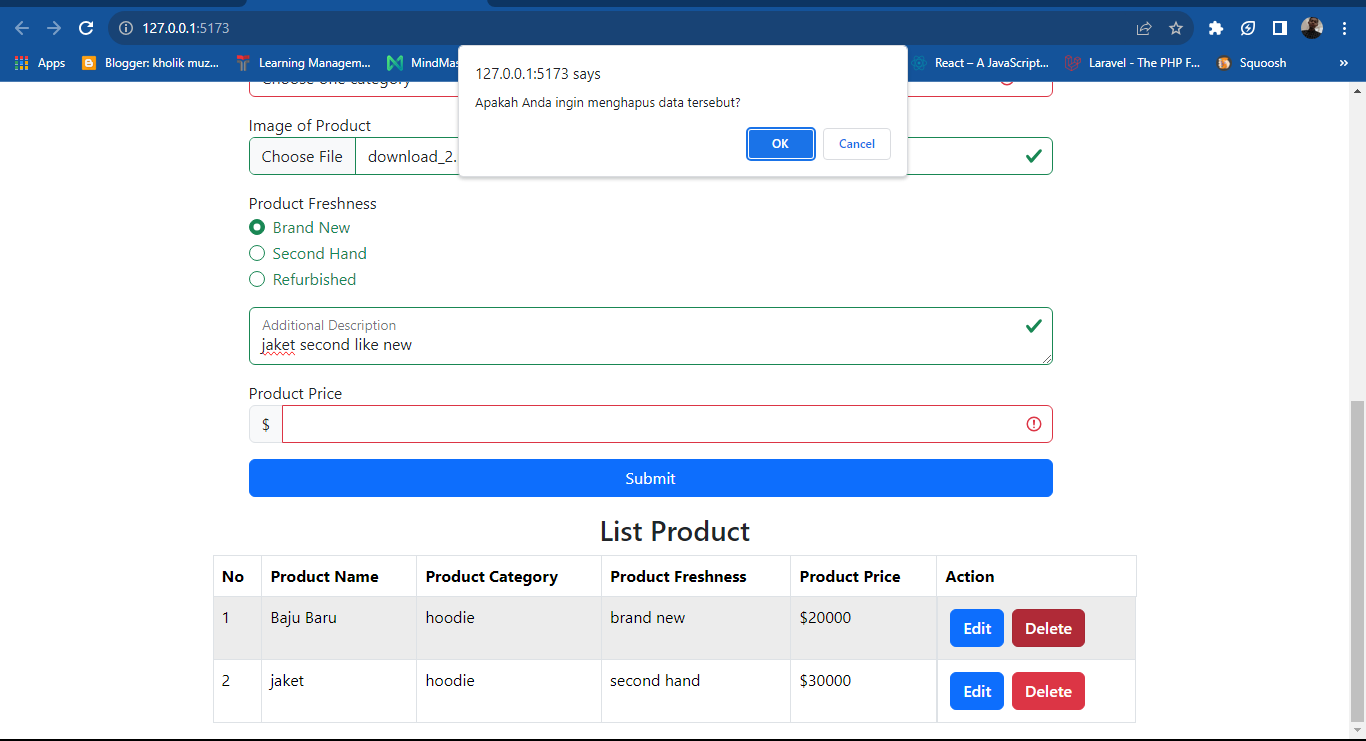 127.0.0.1:5173
Apps
Blogger: kholik muz...
Learning Managem...
MindMas
React – A JavaScript...
Laravel - The PHP F...
Squoosh
»
127.0.0.1:5173 says
Apakah Anda ingin menghapus data tersebut?
OK
Cancel
Choose one category
Image of Product
Choose File
download_2.
Product Freshness
Brand New
Second Hand
Refurbished
Additional Description
jaket second like new
Product Price
$
Submit
List Product
No Product Name Product Category Product Freshness Product Price Action
1 Baju Baru hoodie brand new $20000 Edit Delete
2 jaket hoodie second hand $30000 Edit Delete